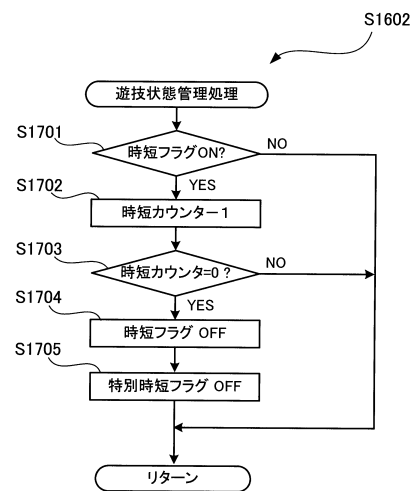 S1602
遊技状態管理処理
S1701
時短フラグON?
NO
YES
S1702
時短カウンター1
S1703
時短カウンタ=0 ?
NO
YES
S1704
時短フラグ OFF
S1705
特別時短フラグ OFF
リターン